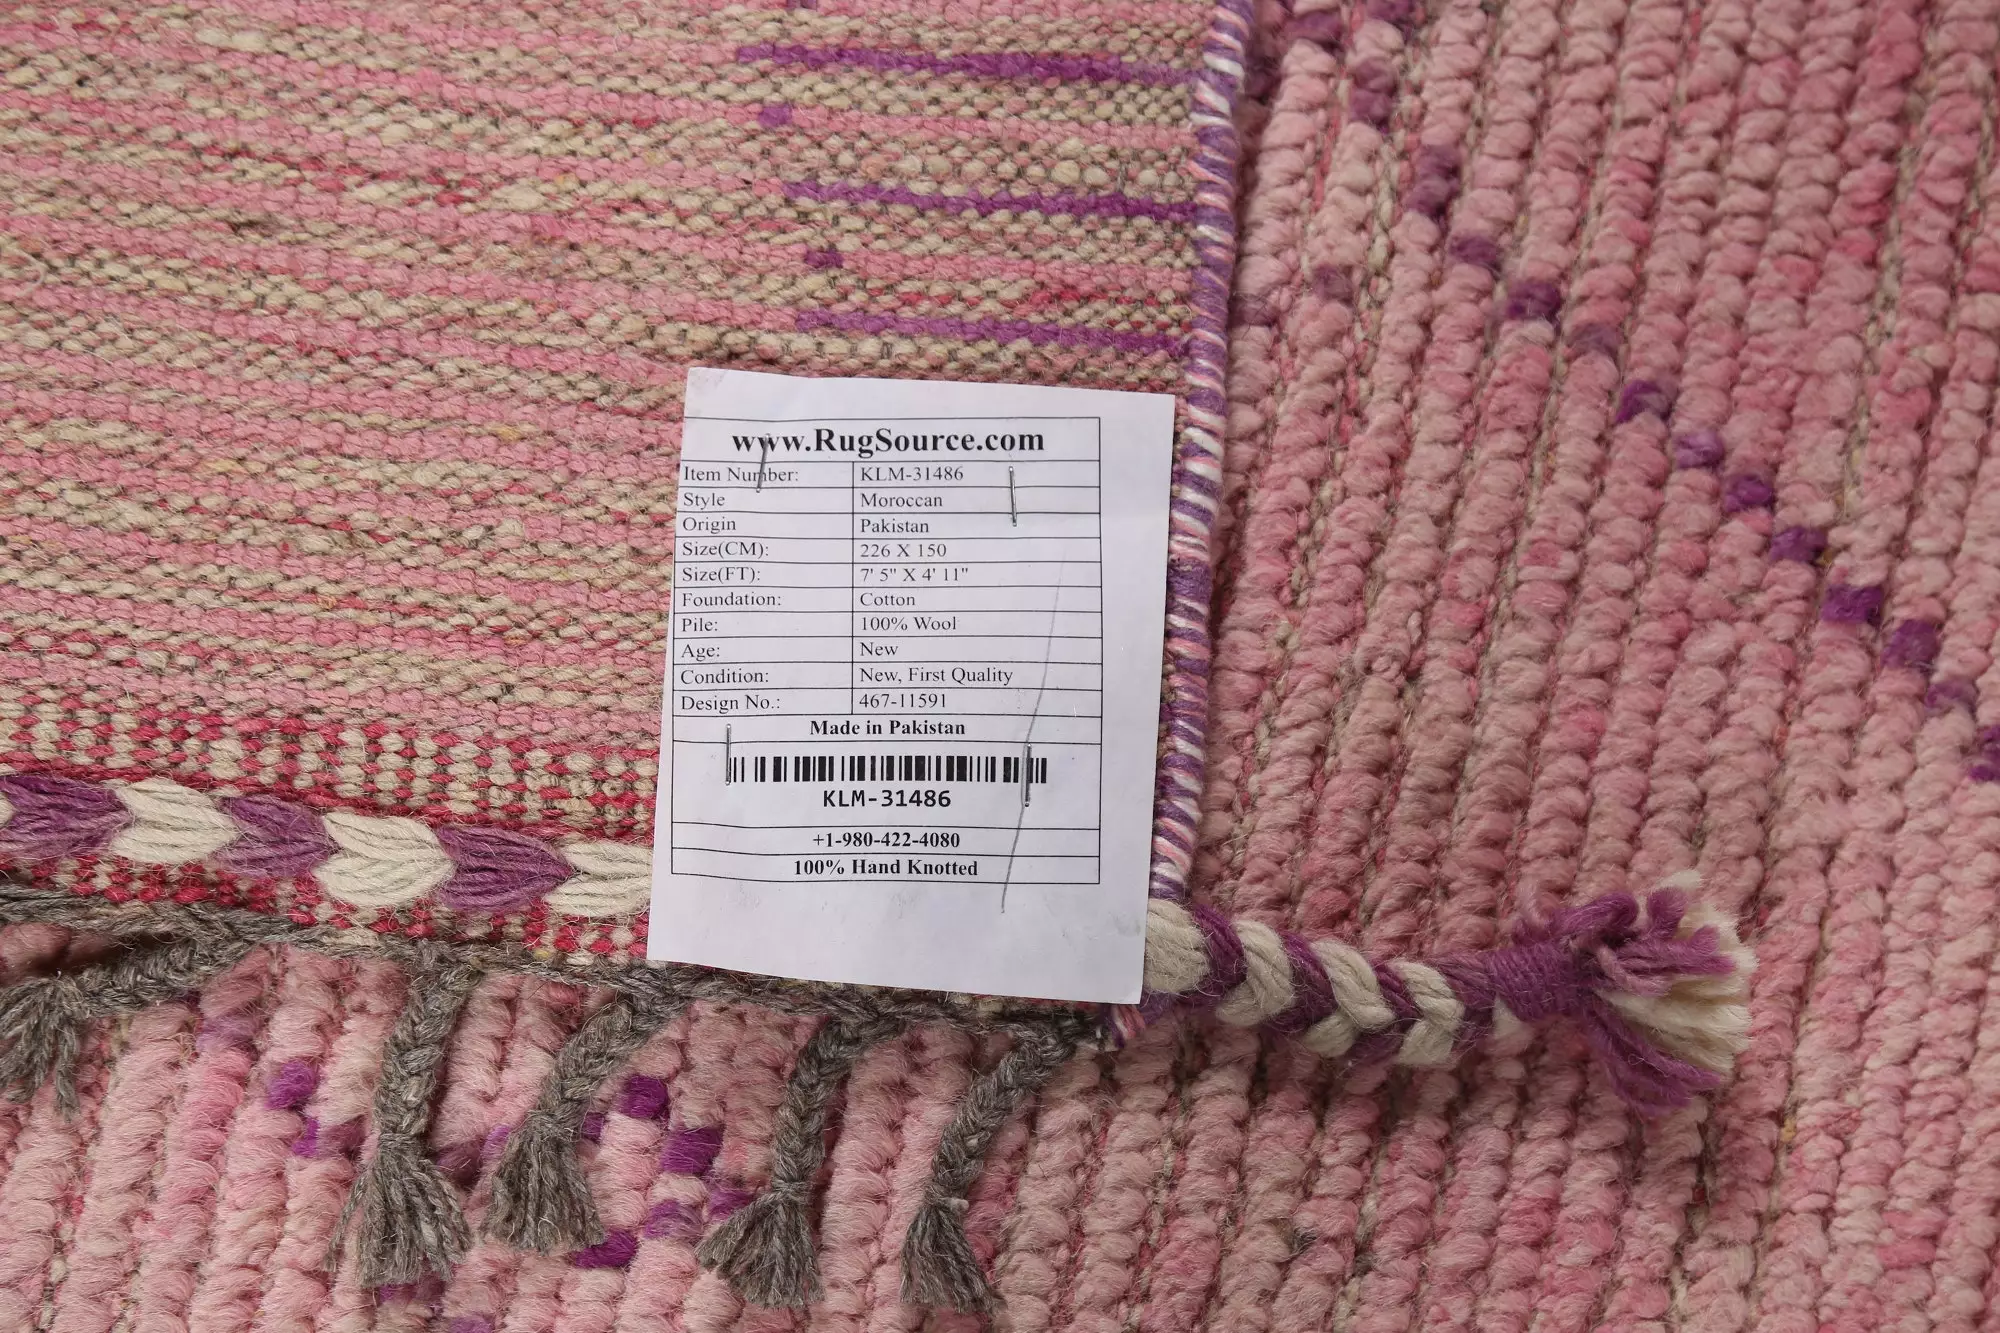 www.RugSource.com
Item Number: KLM-31486
Style Moroccan
Origin Pakistan
Size(CM): 226 X 150
Size(FT): 7' 5" X 4' 11"
Foundation: Cotton
Pile: 100% Wool
Age: New
Condition: New, First Quality
Design No.: 467-11591
Made in Pakistan
KLM-31486
+1-980-422-4080
100% Hand Knotted